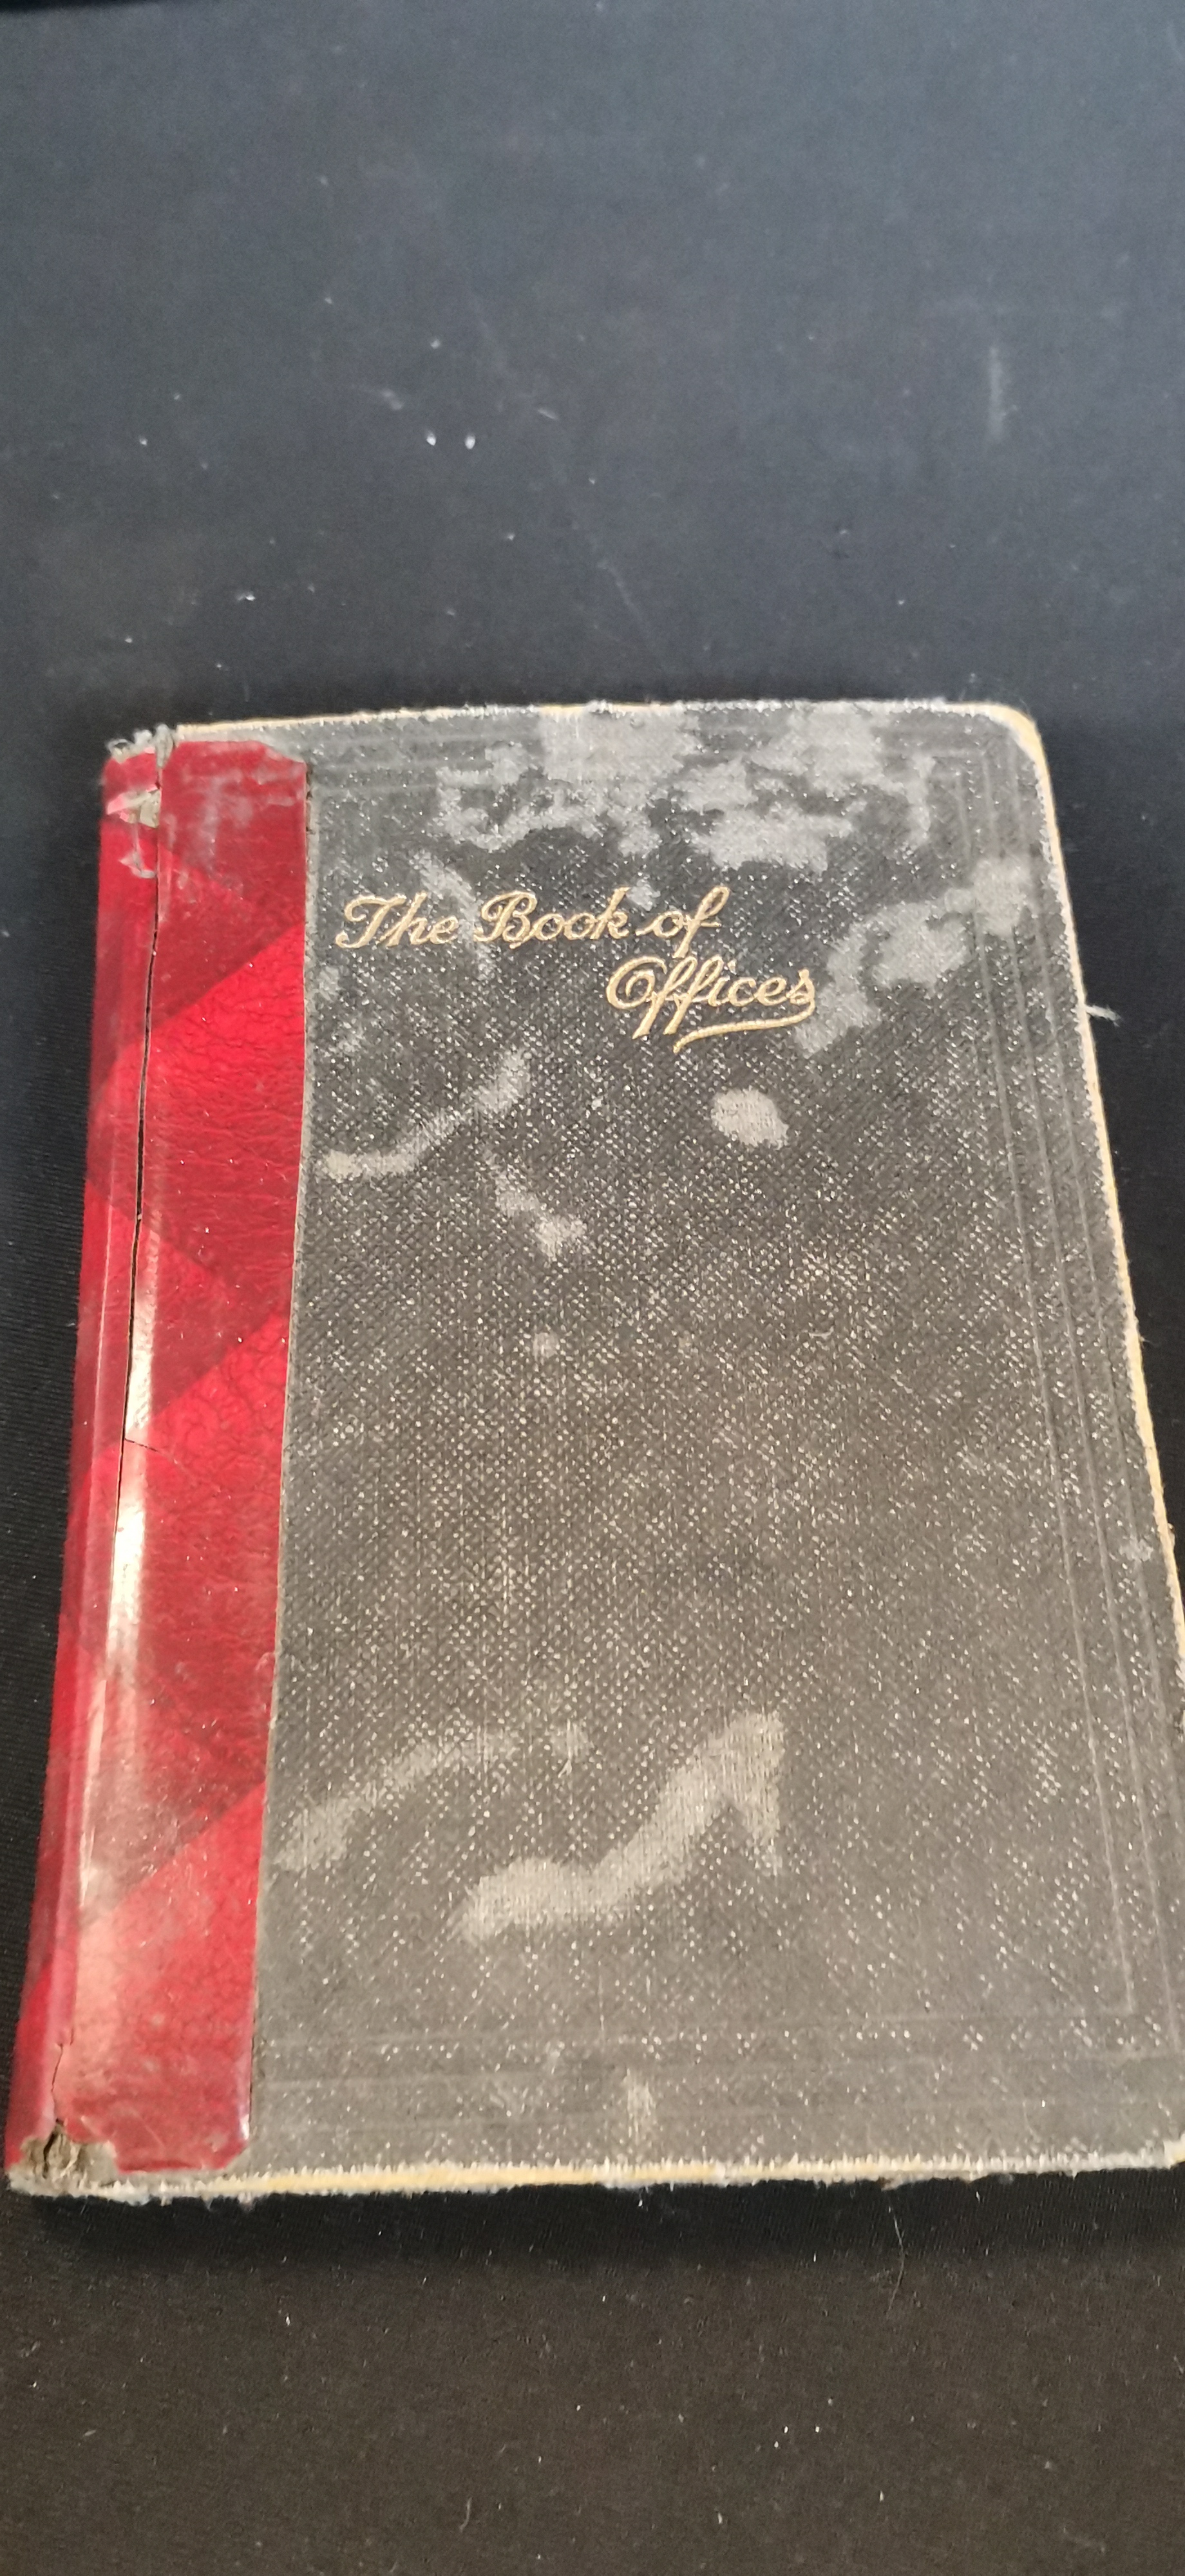 The Book of
Offices